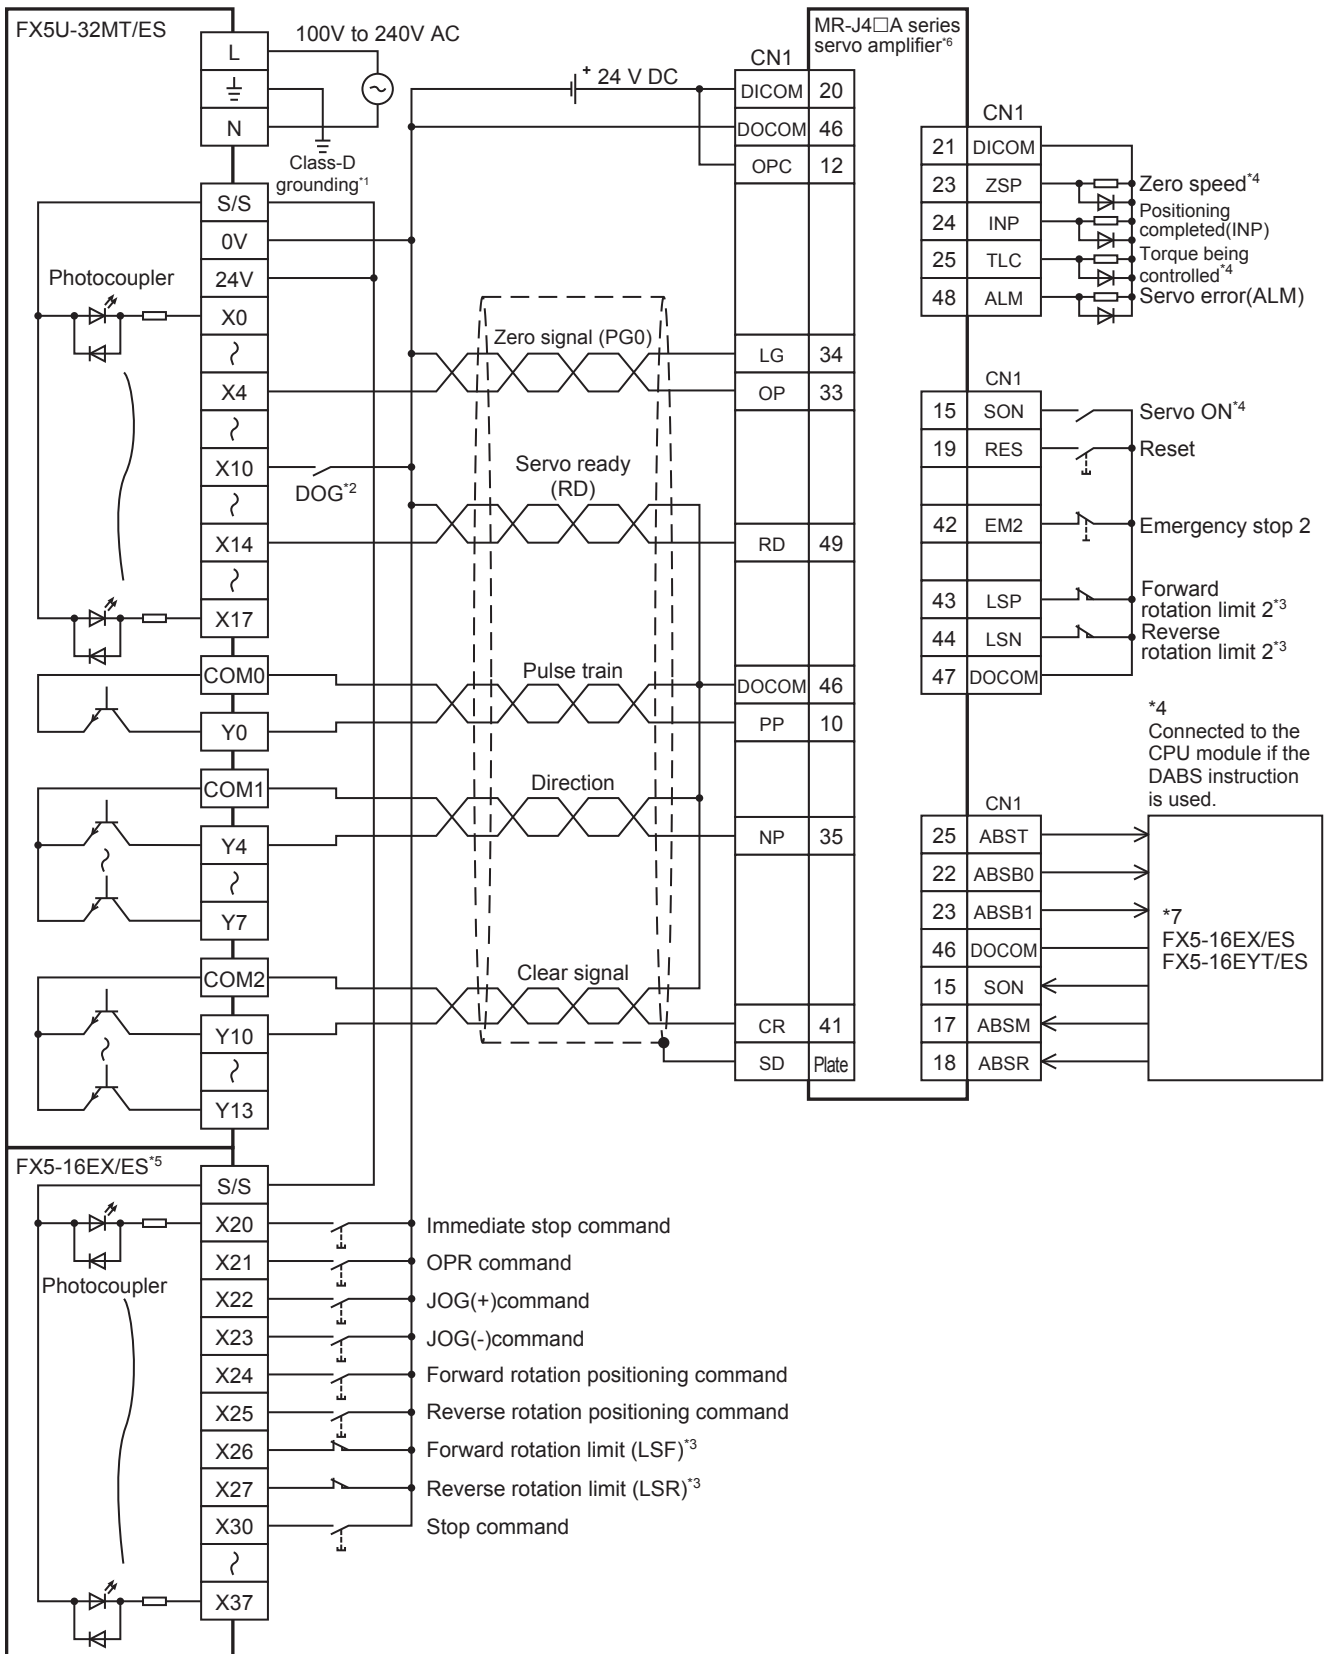 FX5U-32MT/ES
L
N
100V to 240V AC
Class-D
grounding*1
S/S
0V
24V
X0
X4
X10
X14
X17
COM0
Y0
COM1
Y4
Y7
COM2
Y10
Y13
Photocoupler
DOG*2
+ 24 V DC
Zero signal (PG0)
Servo ready
(RD)
Pulse train
Direction
Clear signal
MR-J4□A series
servo amplifier*6
CN1
DICOM 20
DOCOM 46
OPC 12
LG 34
OP 33
RD 49
DOCOM 46
PP 10
NP 35
CR 41
SD Plate
CN1
21 DICOM
23 ZSP Zero speed*4
24 INP Positioning
completed(INP)
25 TLC Torque being
controlled*4
48 ALM Servo error(ALM)
CN1
15 SON Servo ON*4
19 RES Reset
42 EM2 Emergency stop 2
43 LSP Forward
rotation limit 2*3
44 LSN Reverse
rotation limit 2*3
47 DOCOM
*4
Connected to the
CPU module if the
DABS instruction
is used.
CN1
25 ABST
22 ABSB0
23 ABSB1
46 DOCOM
15 SON
17 ABSM
18 ABSR
*7
FX5-16EX/ES
FX5-16EYT/ES
FX5-16EX/ES*5
Photocoupler
S/S
X20 Immediate stop command
X21 OPR command
X22 JOG(+)command
X23 JOG(-)command
X24 Forward rotation positioning command
X25 Reverse rotation positioning command
X26 Forward rotation limit (LSF)*3
X27 Reverse rotation limit (LSR)*3
X30 Stop command
X37